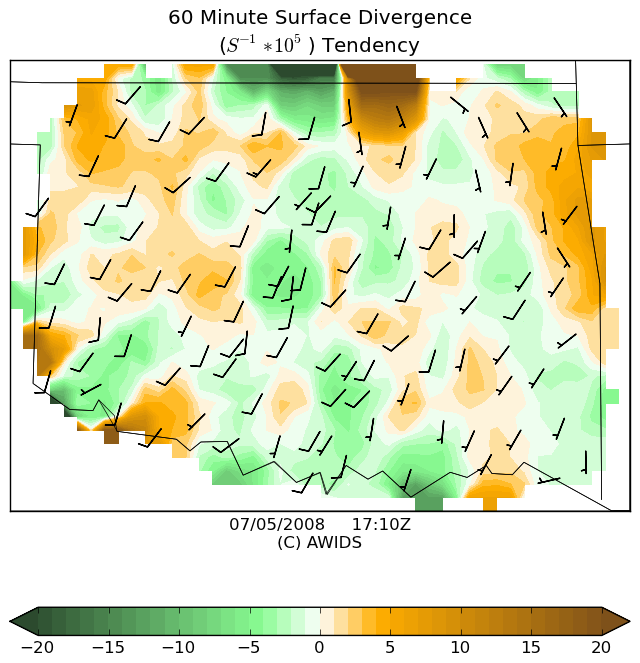 60 Minute Surface Divergence
(S⁻¹ *10⁵ ) Tendency
07/05/2008 17:10Z
(C) AWIDS
−20 −15 −10 −5 0 5 10 15 20